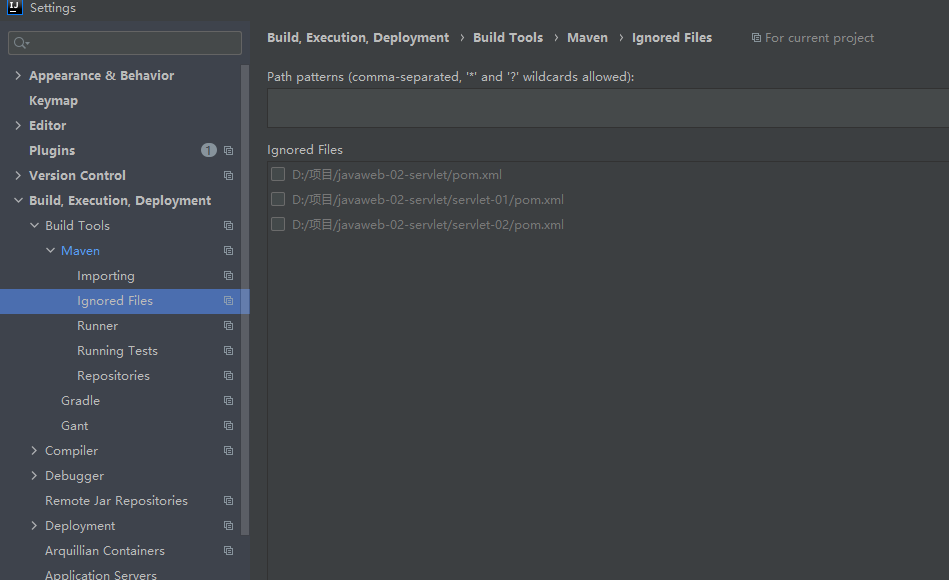 Settings
Appearance & Behavior
Keymap
Editor
Plugins 1
Version Control
Build, Execution, Deployment
Build Tools
Maven
Importing
Ignored Files
Runner
Running Tests
Repositories
Gradle
Gant
Compiler
Debugger
Remote Jar Repositories
Deployment
Arquillian Containers
Application Servers
Build, Execution, Deployment › Build Tools › Maven › Ignored Files For current project
Path patterns (comma-separated, '*' and '?' wildcards allowed):
Ignored Files
D:/项目/javaweb-02-servlet/pom.xml
D:/项目/javaweb-02-servlet/servlet-01/pom.xml
D:/项目/javaweb-02-servlet/servlet-02/pom.xml